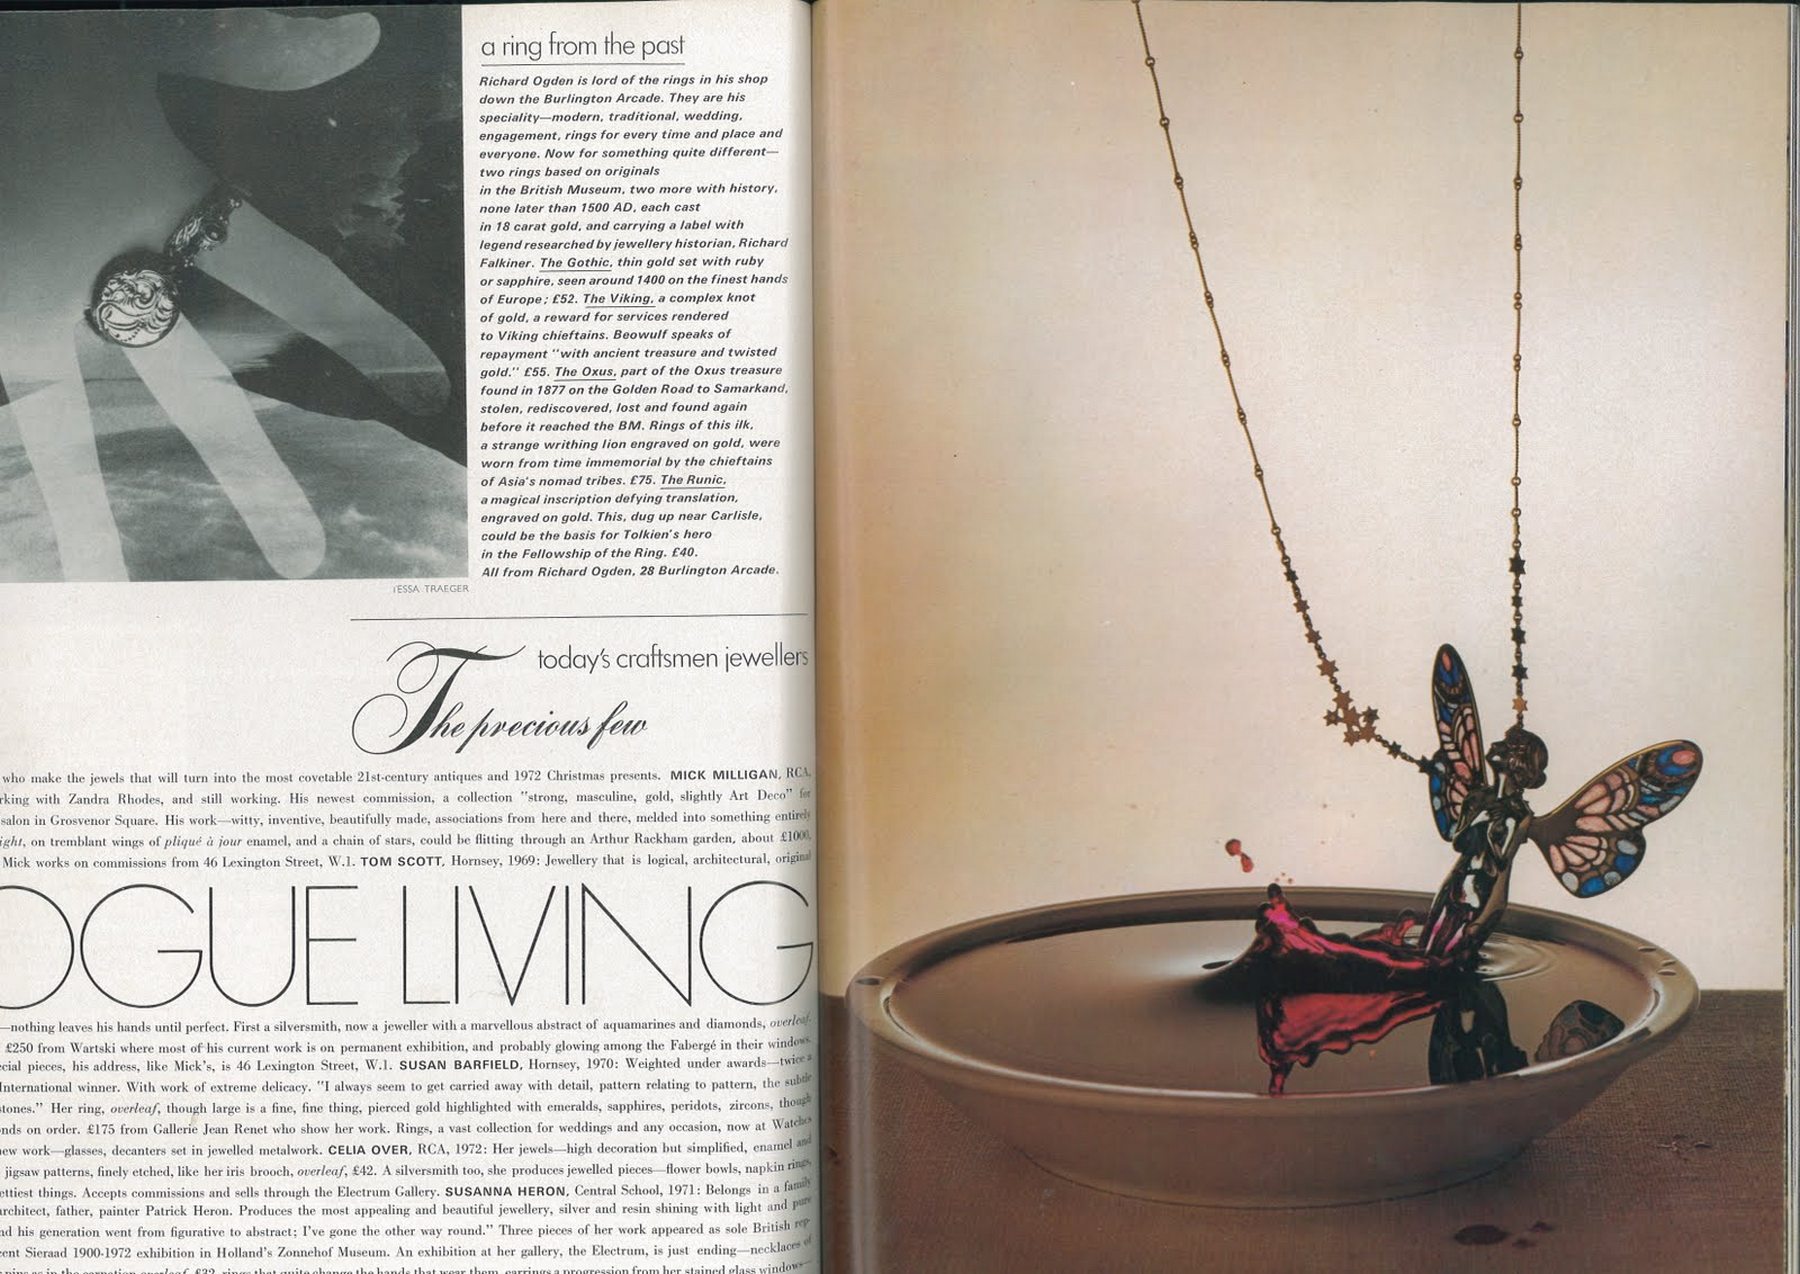 a ring from the past
Richard Ogden is lord of the rings in his shop
down the Burlington Arcade. They are his
speciality—modern, traditional, wedding,
engagement, rings for every time and place and
everyone. Now for something quite different—
two rings based on originals
in the British Museum, two more with history,
none later than 1500 AD, each cast
in 18 carat gold, and carrying a label with
legend researched by jewellery historian, Richard
Falkiner. The Gothic, thin gold set with ruby
or sapphire, seen around 1400 on the finest hands
of Europe; £52. The Viking, a complex knot
of gold, a reward for services rendered
to Viking chieftains. Beowulf speaks of
repayment "with ancient treasure and twisted
gold." £55. The Oxus, part of the Oxus treasure
found in 1877 on the Golden Road to Samarkand,
stolen, rediscovered, lost and found again
before it reached the BM. Rings of this ilk,
a strange writhing lion engraved on gold, were
worn from time immemorial by the chieftains
of Asia's nomad tribes. £75. The Runic,
a magical inscription defying translation,
engraved on gold. This, dug up near Carlisle,
could be the basis for Tolkien's hero
in the Fellowship of the Ring. £40.
All from Richard Ogden, 28 Burlington Arcade.
TESSA TRAEGER
today's craftsmen jewellers
The precious few
who make the jewels that will turn into the most covetable 21st-century antiques and 1972 Christmas presents. MICK MILLIGAN, RCA,
rking with Zandra Rhodes, and still working. His newest commission, a collection "strong, masculine, gold, slightly Art Deco" for
salon in Grosvenor Square. His work—witty, inventive, beautifully made, associations from here and there, melded into something entirely
ight, on tremblant wings of pliqué à jour enamel, and a chain of stars, could be flitting through an Arthur Rackham garden, about £1000,
Mick works on commissions from 46 Lexington Street, W.1. TOM SCOTT, Hornsey, 1969: Jewellery that is logical, architectural, original
OGUE LIVING
—nothing leaves his hands until perfect. First a silversmith, now a jeweller with a marvellous abstract of aquamarines and diamonds, overleaf,
£250 from Wartski where most of his current work is on permanent exhibition, and probably glowing among the Fabergé in their windows.
cial pieces, his address, like Mick's, is 46 Lexington Street, W.1. SUSAN BARFIELD, Hornsey, 1970: Weighted under awards—twice a
International winner. With work of extreme delicacy. "I always seem to get carried away with detail, pattern relating to pattern, the subtle
stones." Her ring, overleaf, though large is a fine, fine thing, pierced gold highlighted with emeralds, sapphires, peridots, zircons, though
nds on order. £175 from Gallerie Jean Renet who show her work. Rings, a vast collection for weddings and any occasion, now at Watches
ew work—glasses, decanters set in jewelled metalwork. CELIA OVER, RCA, 1972: Her jewels—high decoration but simplified, enamel and
jigsaw patterns, finely etched, like her iris brooch, overleaf, £42. A silversmith too, she produces jewelled pieces—flower bowls, napkin rings,
ettiest things. Accepts commissions and sells through the Electrum Gallery. SUSANNA HERON, Central School, 1971: Belongs in a family
architect, father, painter Patrick Heron. Produces the most appealing and beautiful jewellery, silver and resin shining with light and pure
nd his generation went from figurative to abstract; I've gone the other way round." Three pieces of her work appeared as sole British rep-
cent Sieraad 1900-1972 exhibition in Holland's Zonnehof Museum. An exhibition at her gallery, the Electrum, is just ending—necklaces of
as in the carnation overleaf, £32, rings that quite change the hands that wear them, earrings a progression from her stained glass windows—